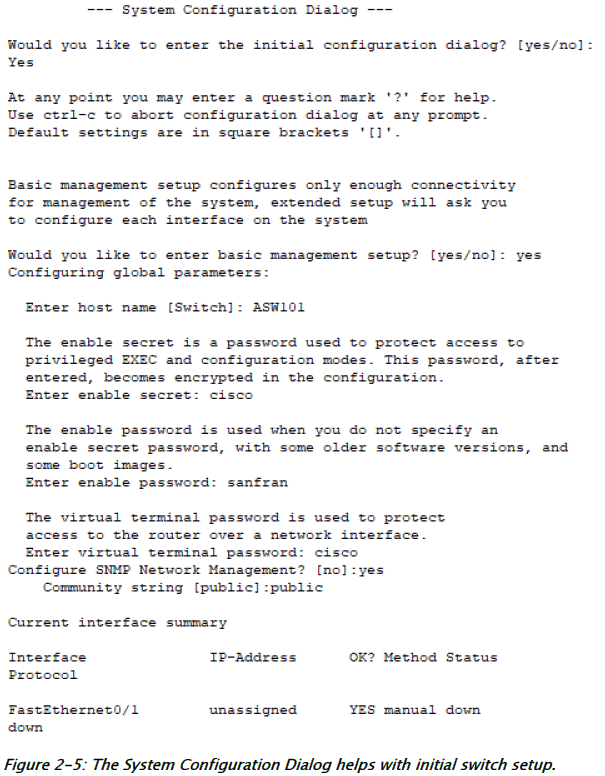 --- System Configuration Dialog ---
Would you like to enter the initial configuration dialog? [yes/no]:
Yes
At any point you may enter a question mark '?' for help.
Use ctrl-c to abort configuration dialog at any prompt.
Default settings are in square brackets '[]'.
Basic management setup configures only enough connectivity
for management of the system, extended setup will ask you
to configure each interface on the system
Would you like to enter basic management setup? [yes/no]: yes
Configuring global parameters:
Enter host name [Switch]: ASW101
The enable secret is a password used to protect access to
privileged EXEC and configuration modes. This password, after
entered, becomes encrypted in the configuration.
Enter enable secret: cisco
The enable password is used when you do not specify an
enable secret password, with some older software versions, and
some boot images.
Enter enable password: sanfran
The virtual terminal password is used to protect
access to the router over a network interface.
Enter virtual terminal password: cisco
Configure SNMP Network Management? [no]:yes
Community string [public]:public
Current interface summary
Interface IP-Address OK? Method Status
Protocol
FastEthernet0/1 unassigned YES manual down
down
Figure 2-5: The System Configuration Dialog helps with initial switch setup.